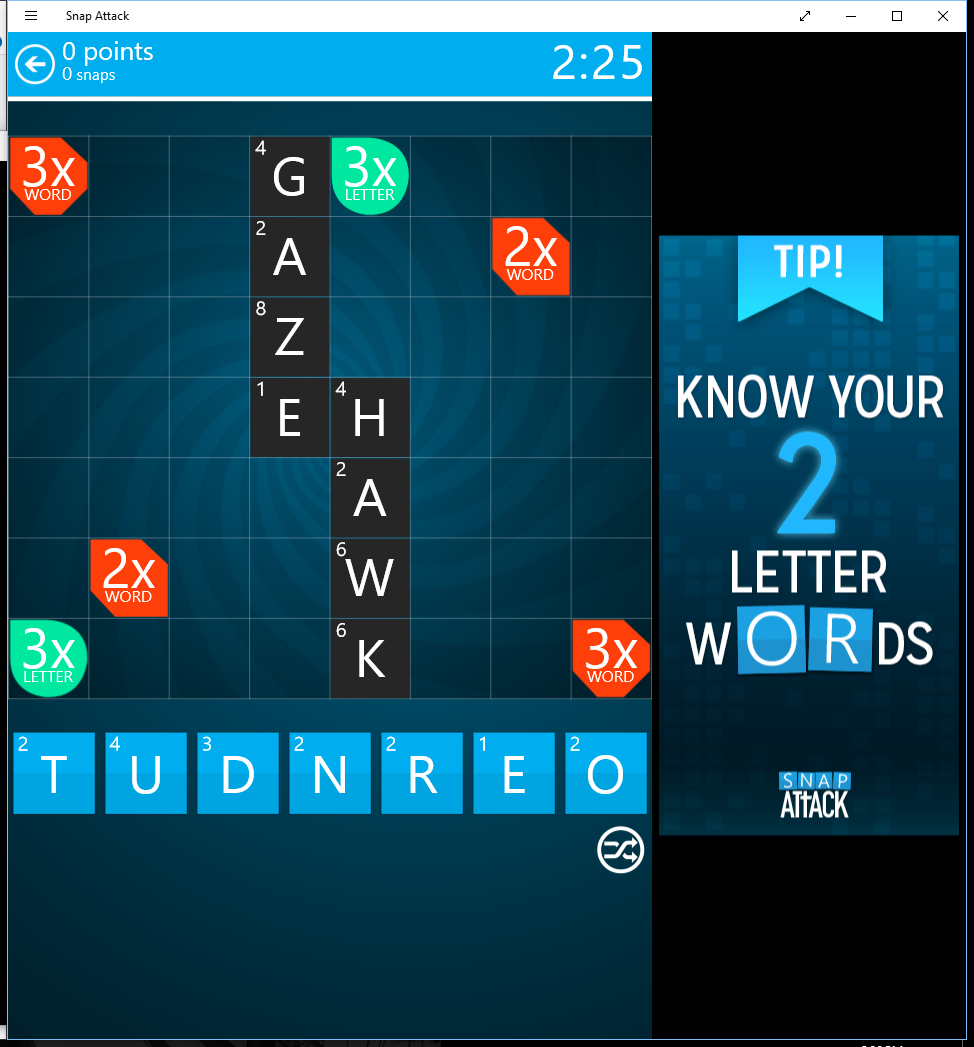 Snap Attack
0 points
0 snaps
2:25
3x
WORD
4
G
3x
LETTER
2
A
2x
WORD
8
Z
1
E
4
H
2
A
2x
WORD
6
W
3x
LETTER
6
K
3x
WORD
2
T
4
U
3
D
2
N
2
R
1
E
2
O
TIP!
KNOW YOUR
2
LETTER
WORDS
SNAP
ATTACK